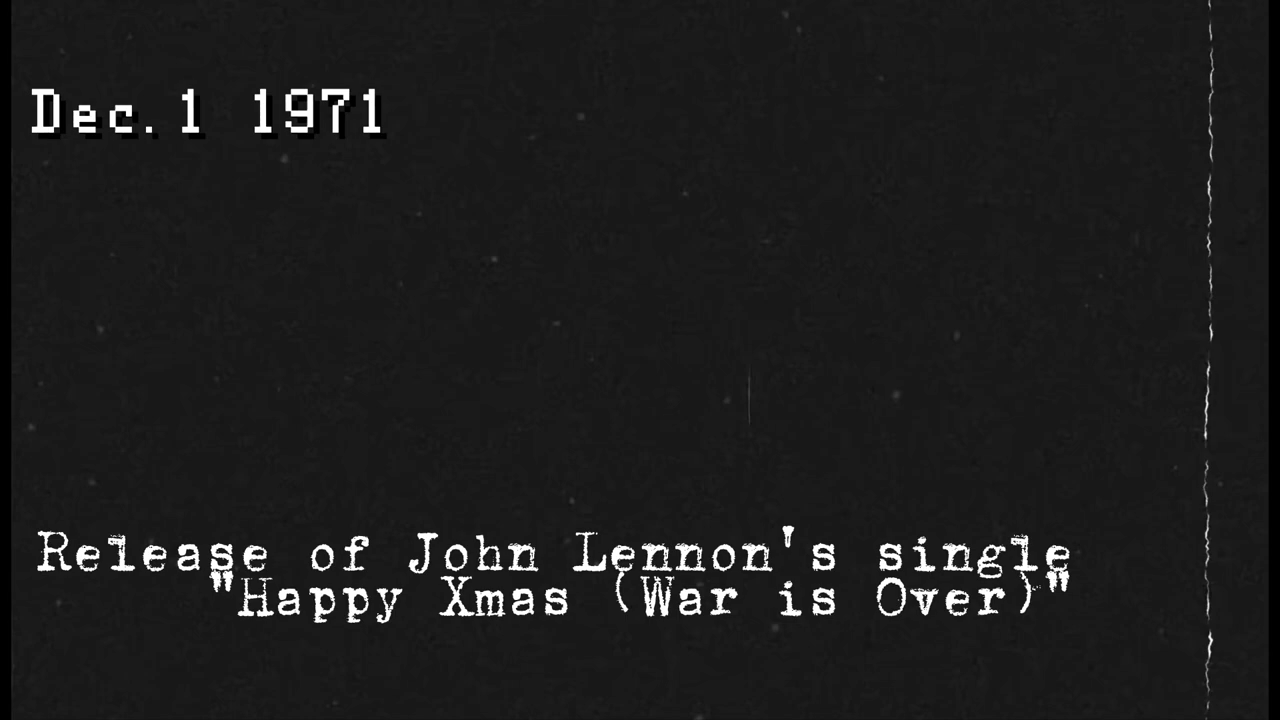 Dec.1 1971
Release of John Lennon's single
"Happy Xmas (War is Over)"